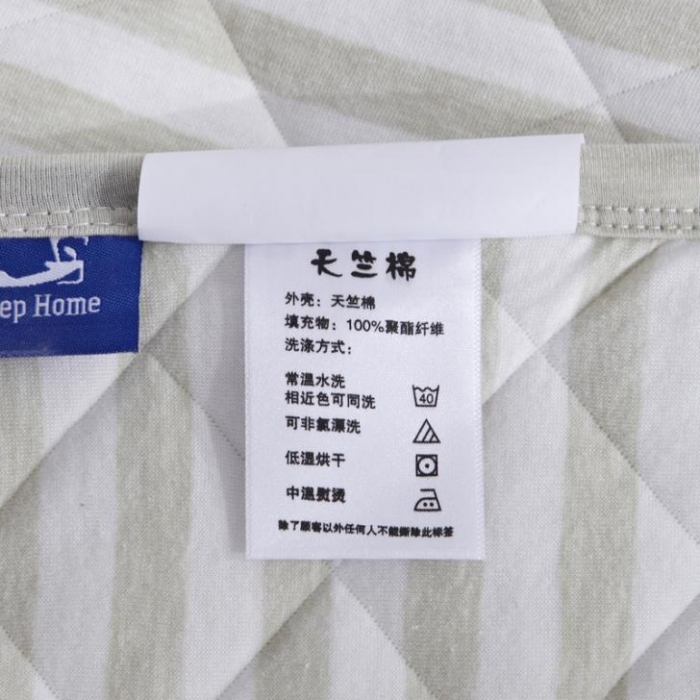 天竺棉
外壳：天竺棉
填充物：100%聚酯纤维
洗涤方式：
常温水洗
相近色可同洗
40
可非氯漂洗
低温烘干
中温熨烫
除了顾客以外任何人不能撕除此标签
ep Home